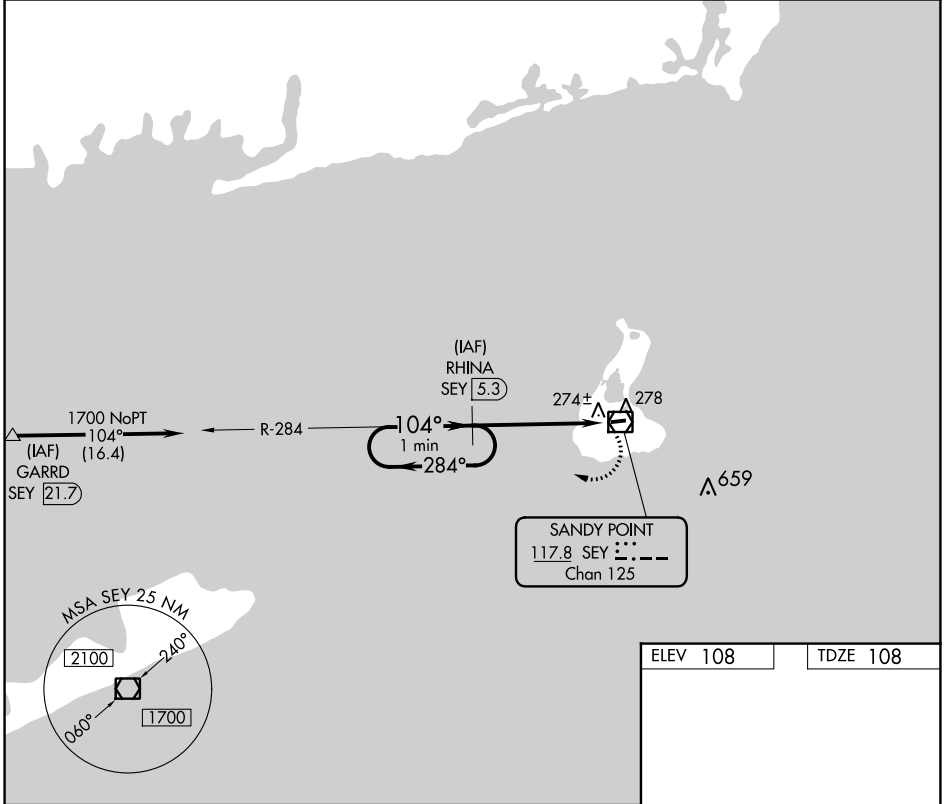 (IAF)
RHINA
SEY 5.3
274±
278
1700 NoPT
104°
(16.4)
R-284
104°
1 min
284°
(IAF)
GARRD
SEY 21.7
659
SANDY POINT
117.8 SEY
Chan 125
MSA SEY 25 NM
2100
240°
060°
1700
ELEV 108
TDZE 108